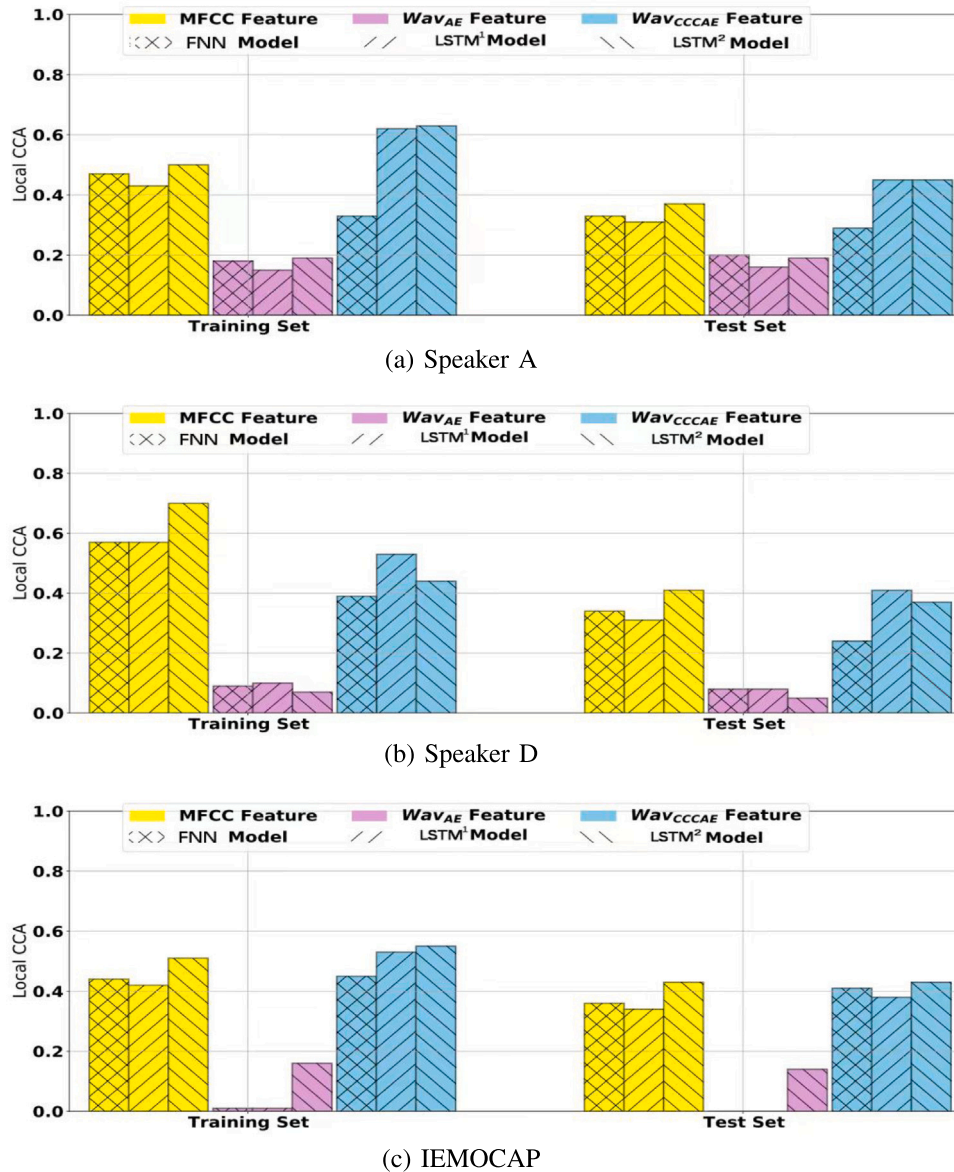 1.0
MFCC Feature Wav_AE Feature Wav_CCCAE Feature
FNN Model LSTM¹ Model LSTM² Model
0.8
0.6
0.4
0.2
0.0
Local CCA
Training Set Test Set
(a) Speaker A
1.0
MFCC Feature Wav_AE Feature Wav_CCCAE Feature
FNN Model LSTM¹ Model LSTM² Model
0.8
0.6
0.4
0.2
0.0
Local CCA
Training Set Test Set
(b) Speaker D
1.0
MFCC Feature Wav_AE Feature Wav_CCCAE Feature
FNN Model LSTM¹ Model LSTM² Model
0.8
0.6
0.4
0.2
0.0
Local CCA
Training Set Test Set
(c) IEMOCAP